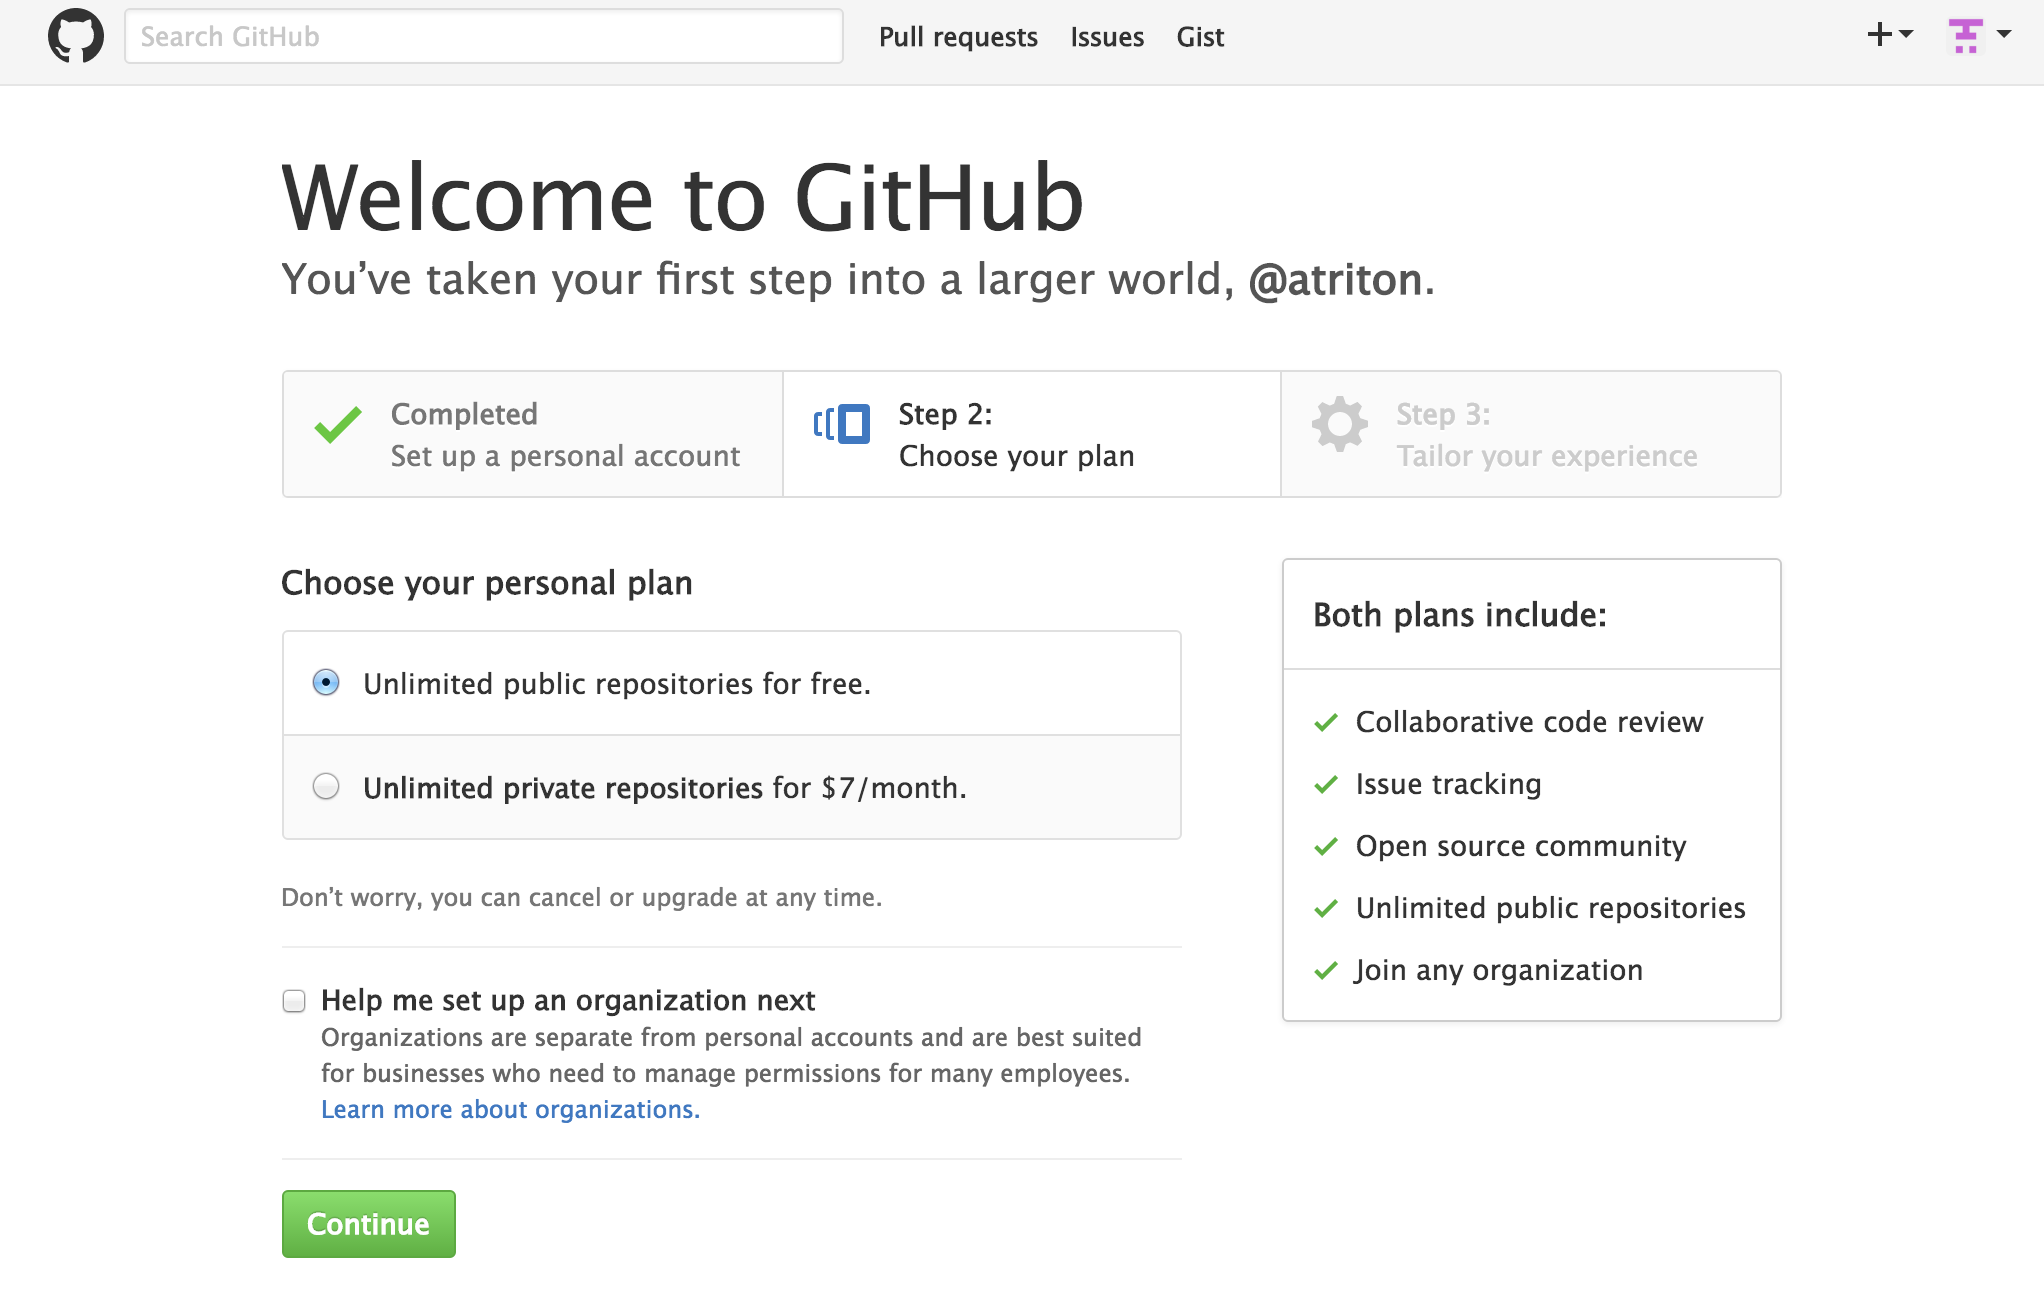 Search GitHub
Pull requests
Issues
Gist
Welcome to GitHub
You’ve taken your first step into a larger world, @atriton.
Completed
Set up a personal account
Step 2:
Choose your plan
Step 3:
Tailor your experience
Choose your personal plan
Unlimited public repositories for free.
Unlimited private repositories for $7/month.
Don’t worry, you can cancel or upgrade at any time.
Help me set up an organization next
Organizations are separate from personal accounts and are best suited
for businesses who need to manage permissions for many employees.
Learn more about organizations.
Continue
Both plans include:
Collaborative code review
Issue tracking
Open source community
Unlimited public repositories
Join any organization